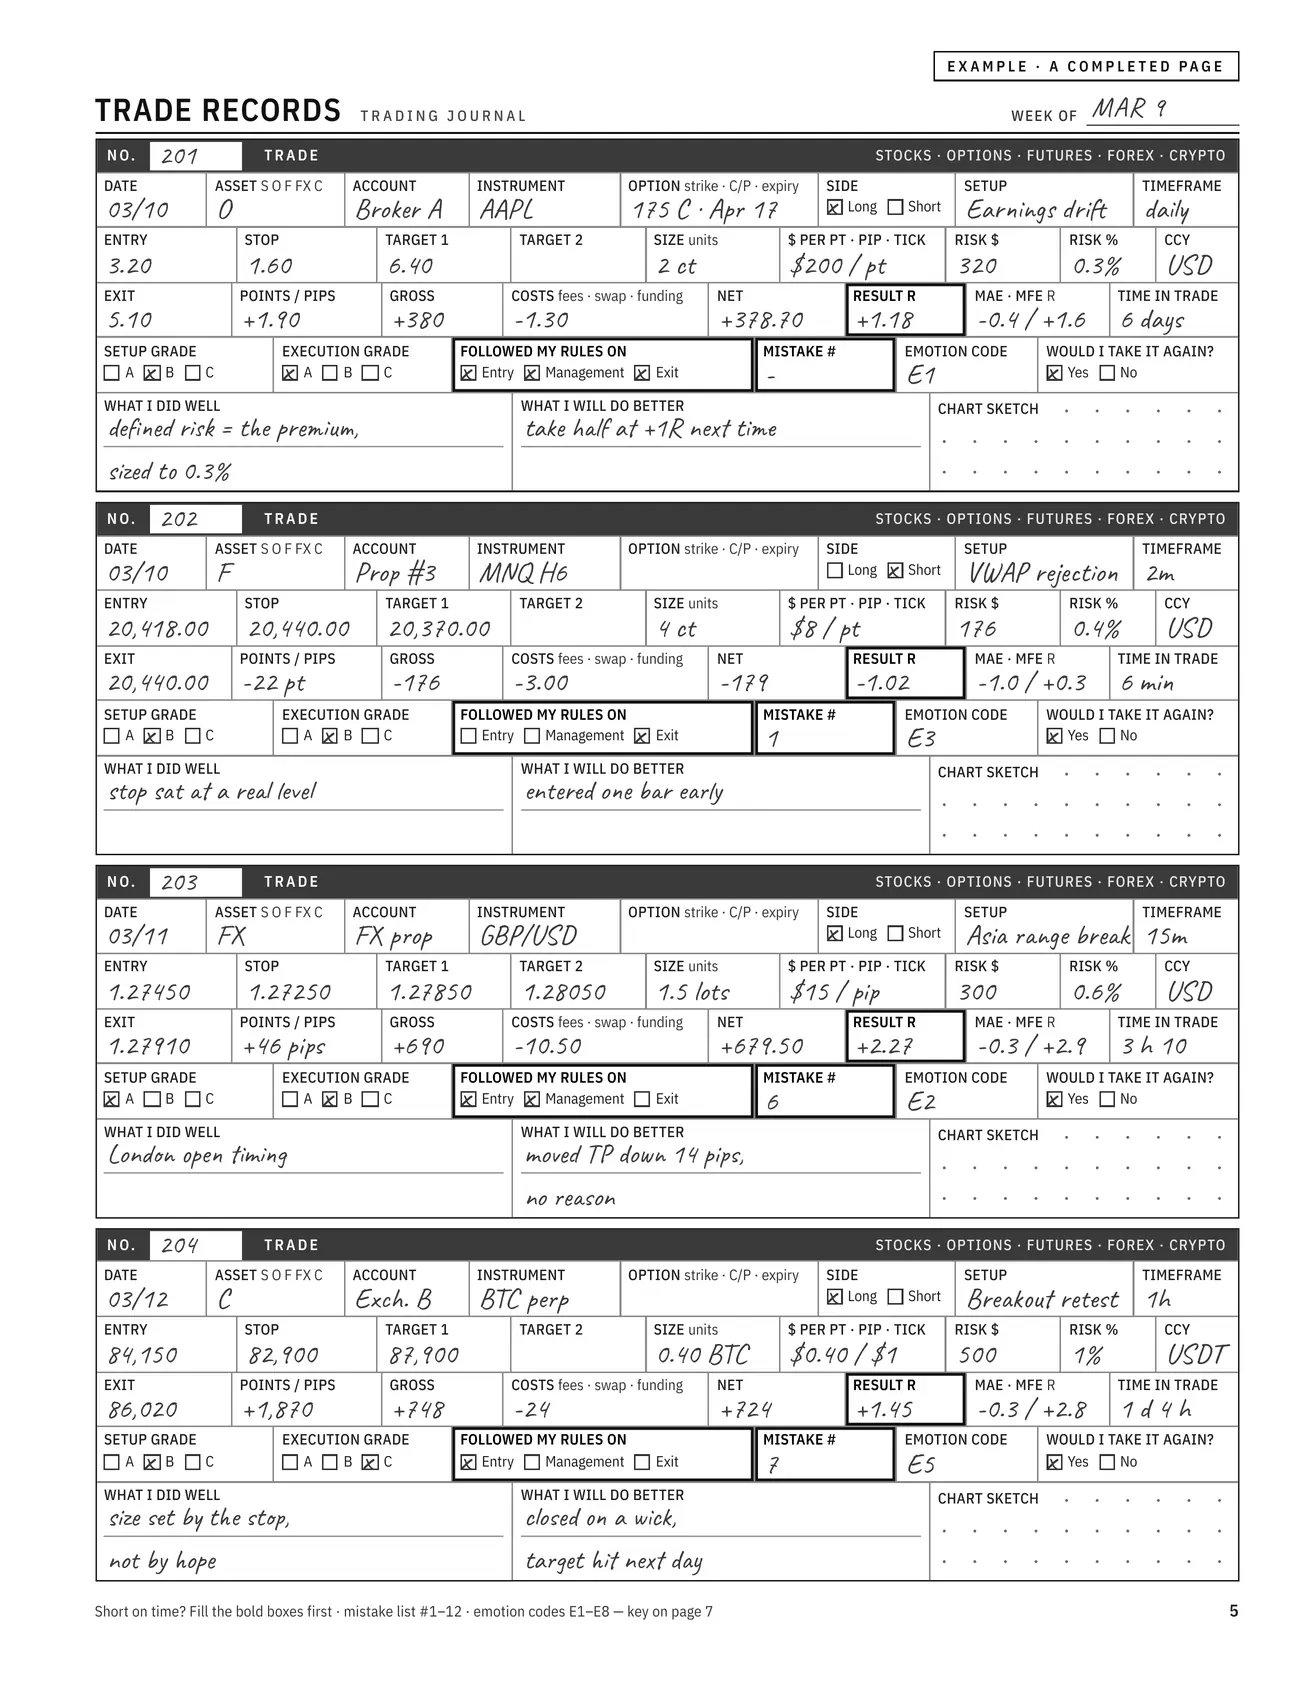 EXAMPLE · A COMPLETED PAGE
TRADE RECORDS TRADING JOURNAL WEEK OF MAR 9
NO. 201 TRADE STOCKS · OPTIONS · FUTURES · FOREX · CRYPTO
DATE ASSET S O F FX C ACCOUNT INSTRUMENT OPTION strike · C/P · expiry SIDE SETUP TIMEFRAME
03/10 O Broker A AAPL 175 C · Apr 17 Long Short Earnings drift daily
ENTRY STOP TARGET 1 TARGET 2 SIZE units $ PER PT · PIP · TICK RISK $ RISK % CCY
3.20 1.60 6.40 2 ct $200 / pt 320 0.3% USD
EXIT POINTS / PIPS GROSS COSTS fees · swap · funding NET RESULT R MAE · MFE R TIME IN TRADE
5.10 +1.90 +380 -1.30 +378.70 +1.18 -0.4 / +1.6 6 days
SETUP GRADE EXECUTION GRADE FOLLOWED MY RULES ON MISTAKE # EMOTION CODE WOULD I TAKE IT AGAIN?
A B C A B C Entry Management Exit - E1 Yes No
WHAT I DID WELL WHAT I WILL DO BETTER CHART SKETCH
defined risk = the premium, take half at +1R next time
sized to 0.3%
NO. 202 TRADE STOCKS · OPTIONS · FUTURES · FOREX · CRYPTO
DATE ASSET S O F FX C ACCOUNT INSTRUMENT OPTION strike · C/P · expiry SIDE SETUP TIMEFRAME
03/10 F Prop #3 MNQ H6 Long Short VWAP rejection 2m
ENTRY STOP TARGET 1 TARGET 2 SIZE units $ PER PT · PIP · TICK RISK $ RISK % CCY
20,418.00 20,440.00 20,370.00 4 ct $8 / pt 176 0.4% USD
EXIT POINTS / PIPS GROSS COSTS fees · swap · funding NET RESULT R MAE · MFE R TIME IN TRADE
20,440.00 -22 pt -176 -3.00 -179 -1.02 -1.0 / +0.3 6 min
SETUP GRADE EXECUTION GRADE FOLLOWED MY RULES ON MISTAKE # EMOTION CODE WOULD I TAKE IT AGAIN?
A B C A B C Entry Management Exit 1 E3 Yes No
WHAT I DID WELL WHAT I WILL DO BETTER CHART SKETCH
stop sat at a real level entered one bar early
NO. 203 TRADE STOCKS · OPTIONS · FUTURES · FOREX · CRYPTO
DATE ASSET S O F FX C ACCOUNT INSTRUMENT OPTION strike · C/P · expiry SIDE SETUP TIMEFRAME
03/11 FX FX prop GBP/USD Long Short Asia range break 15m
ENTRY STOP TARGET 1 TARGET 2 SIZE units $ PER PT · PIP · TICK RISK $ RISK % CCY
1.27450 1.27250 1.27850 1.28050 1.5 lots $15 / pip 300 0.6% USD
EXIT POINTS / PIPS GROSS COSTS fees · swap · funding NET RESULT R MAE · MFE R TIME IN TRADE
1.27910 +46 pips +690 -10.50 +679.50 +2.27 -0.3 / +2.9 3 h 10
SETUP GRADE EXECUTION GRADE FOLLOWED MY RULES ON MISTAKE # EMOTION CODE WOULD I TAKE IT AGAIN?
A B C A B C Entry Management Exit 6 E2 Yes No
WHAT I DID WELL WHAT I WILL DO BETTER CHART SKETCH
London open timing moved TP down 14 pips,
no reason
NO. 204 TRADE STOCKS · OPTIONS · FUTURES · FOREX · CRYPTO
DATE ASSET S O F FX C ACCOUNT INSTRUMENT OPTION strike · C/P · expiry SIDE SETUP TIMEFRAME
03/12 C Exch. B BTC perp Long Short Breakout retest 1h
ENTRY STOP TARGET 1 TARGET 2 SIZE units $ PER PT · PIP · TICK RISK $ RISK % CCY
84,150 82,900 87,900 0.40 BTC $0.40 / $1 500 1% USDT
EXIT POINTS / PIPS GROSS COSTS fees · swap · funding NET RESULT R MAE · MFE R TIME IN TRADE
86,020 +1,870 +748 -24 +724 +1.45 -0.3 / +2.8 1 d 4 h
SETUP GRADE EXECUTION GRADE FOLLOWED MY RULES ON MISTAKE # EMOTION CODE WOULD I TAKE IT AGAIN?
A B C A B C Entry Management Exit 7 E5 Yes No
WHAT I DID WELL WHAT I WILL DO BETTER CHART SKETCH
size set by the stop, closed on a wick,
not by hope target hit next day
Short on time? Fill the bold boxes first · mistake list #1–12 · emotion codes E1–E8 — key on page 7 5